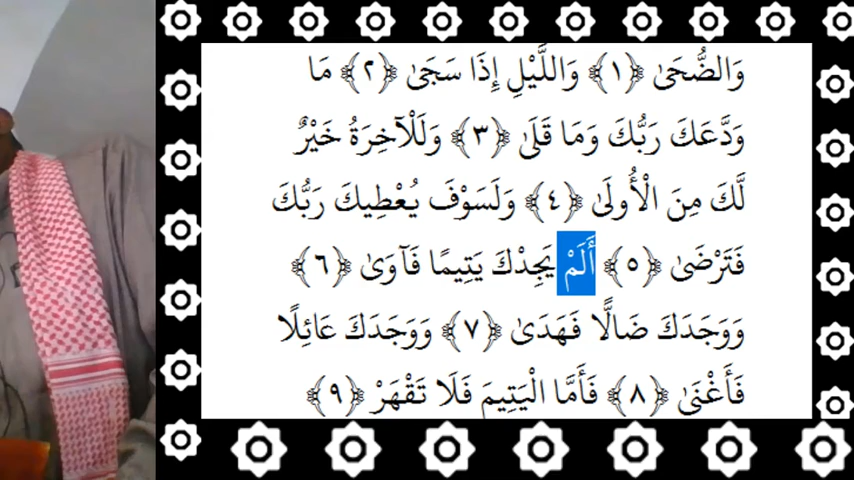 وَالضُّحَىٰ ﴿١﴾ وَاللَّيْلِ إِذَا سَجَىٰ ﴿٢﴾ مَا
وَدَّعَكَ رَبُّكَ وَمَا قَلَىٰ ﴿٣﴾ وَلَلْآخِرَةُ خَيْرٌ
لَّكَ مِنَ الْأُولَىٰ ﴿٤﴾ وَلَسَوْفَ يُعْطِيكَ رَبُّكَ
فَتَرْضَىٰ ﴿٥﴾ أَلَمْ يَجِدْكَ يَتِيمًا فَآوَىٰ ﴿٦﴾
وَوَجَدَكَ ضَالًّا فَهَدَىٰ ﴿٧﴾ وَوَجَدَكَ عَائِلًا
فَأَغْنَىٰ ﴿٨﴾ فَأَمَّا الْيَتِيمَ فَلَا تَقْهَرْ ﴿٩﴾